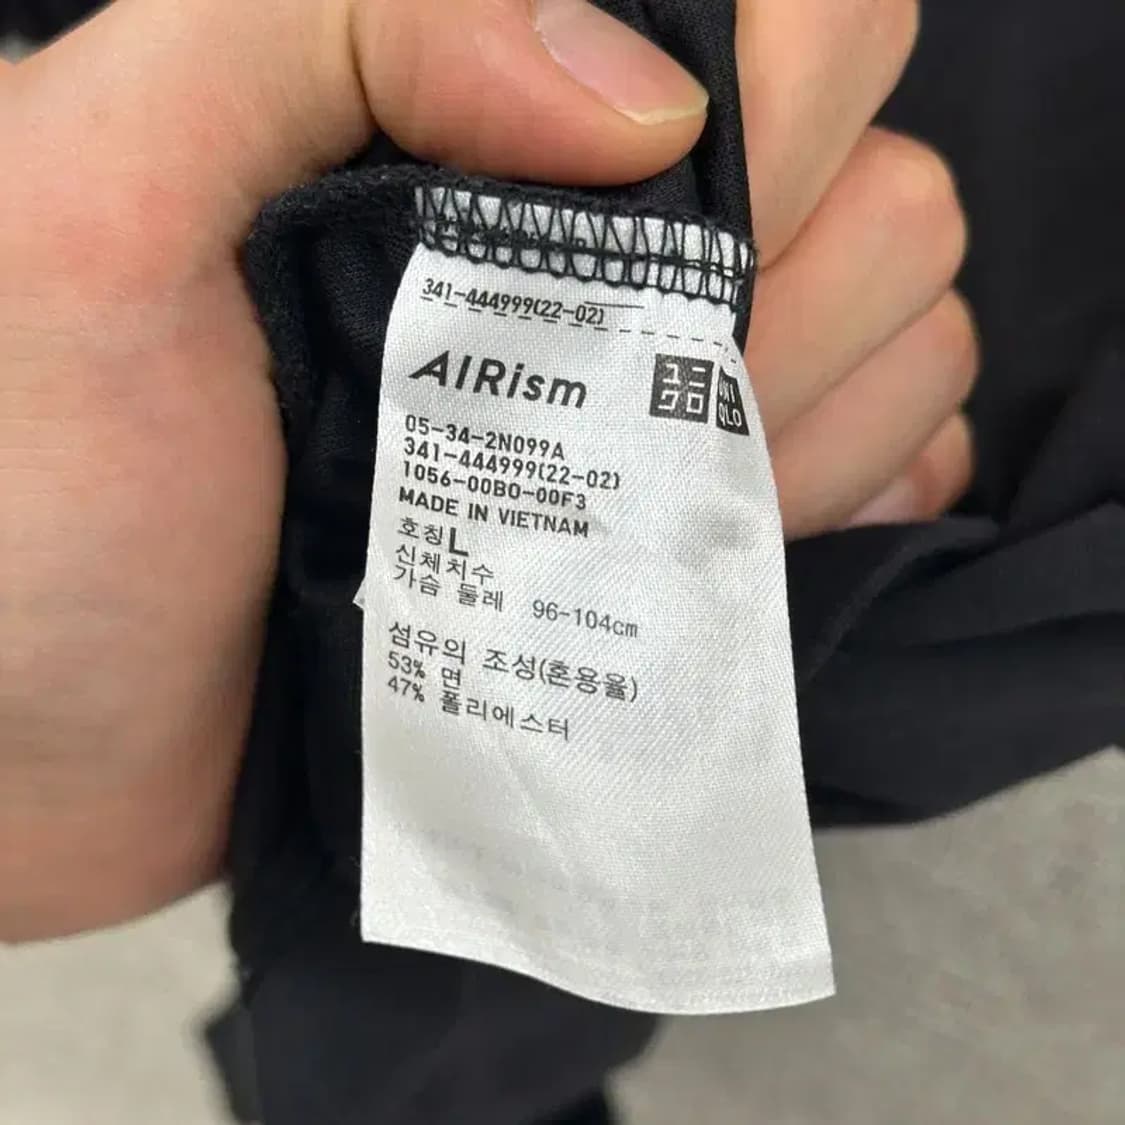 341-444999(22-02)
AIRism
ユニ
クロ
UNI
QLO
05-34-2N099A
341-444999(22-02)
1056-00B0-00F3
MADE IN VIETNAM
호칭 L
신체치수
가슴 둘레 96-104cm
섬유의 조성(혼용율)
53% 면
47% 폴리에스터